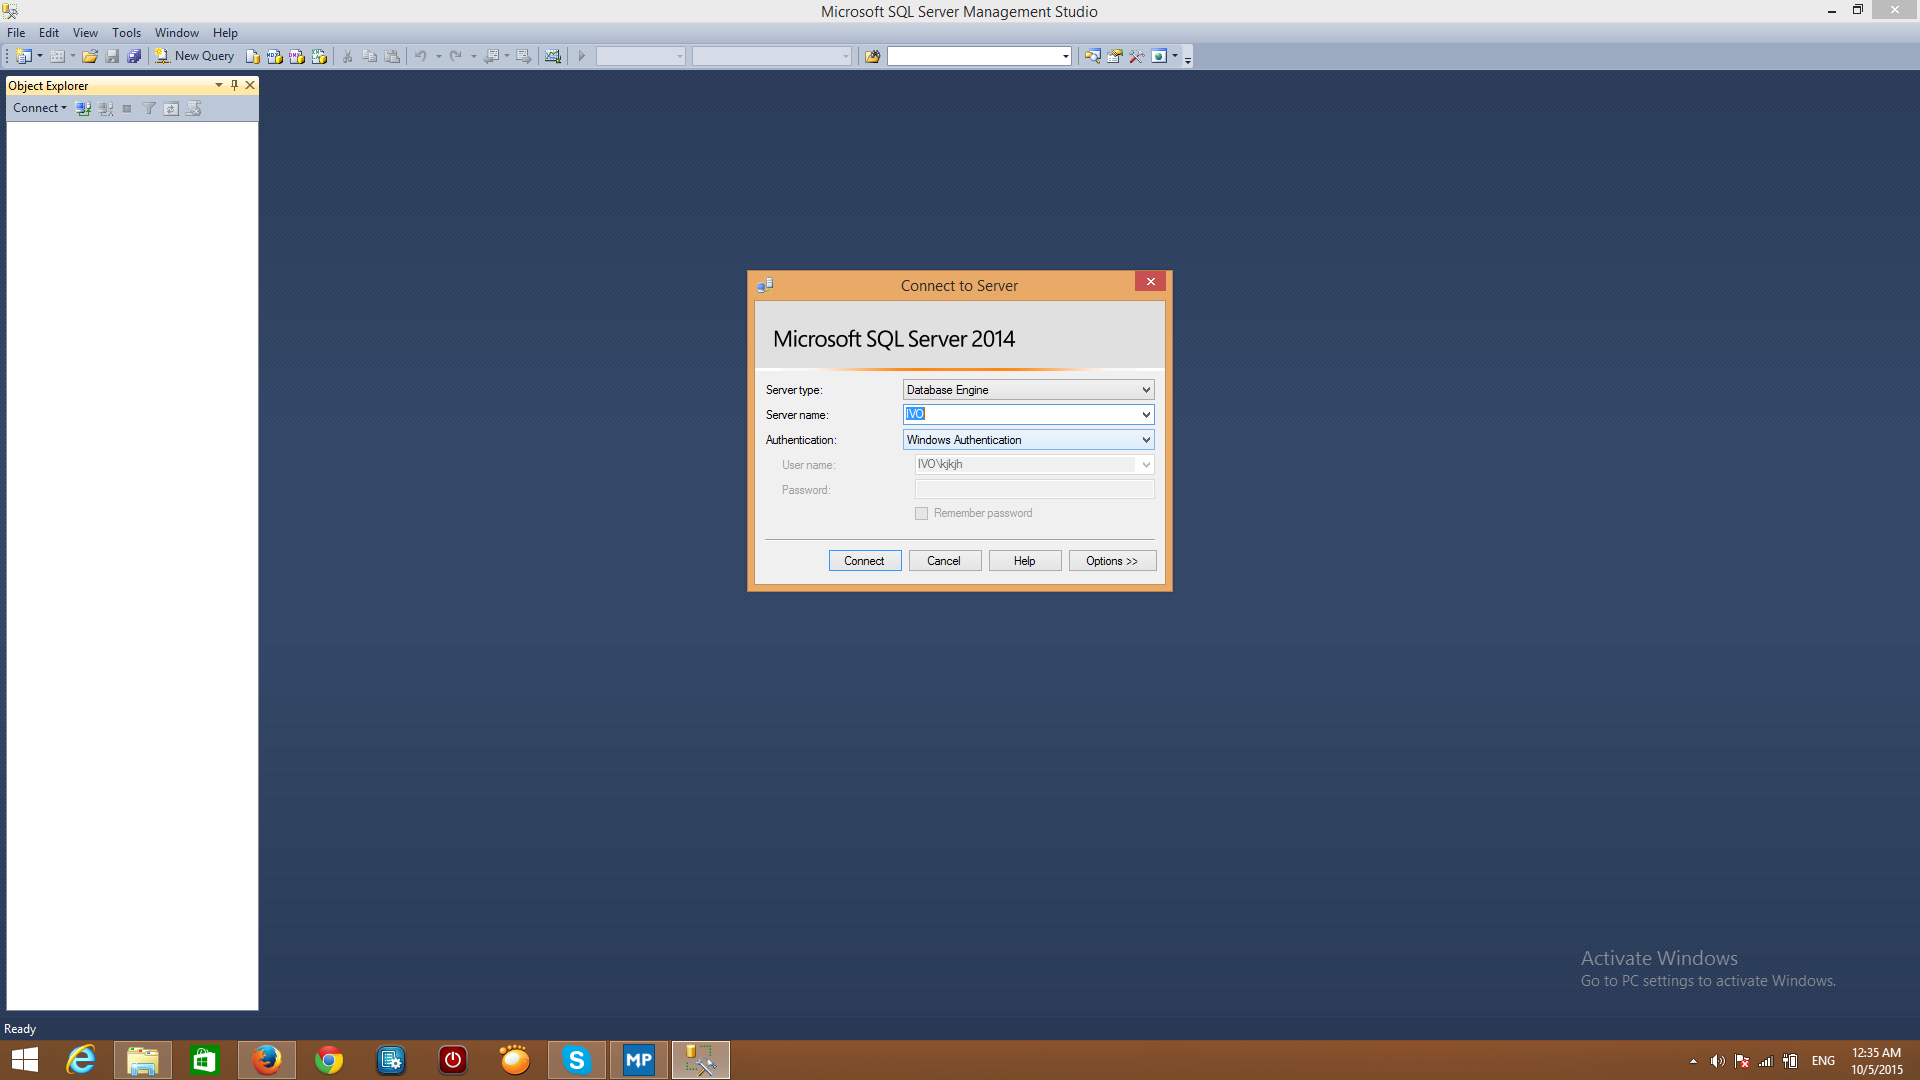 Microsoft SQL Server Management Studio
File Edit View Tools Window Help
New Query
Object Explorer
Connect
Connect to Server
Microsoft SQL Server 2014
Server type: Database Engine
Server name: IVO
Authentication: Windows Authentication
User name: IVO\kjkjh
Password:
Remember password
Connect Cancel Help Options >>
Activate Windows
Go to PC settings to activate Windows.
Ready
MP
ENG
12:35 AM
10/5/2015